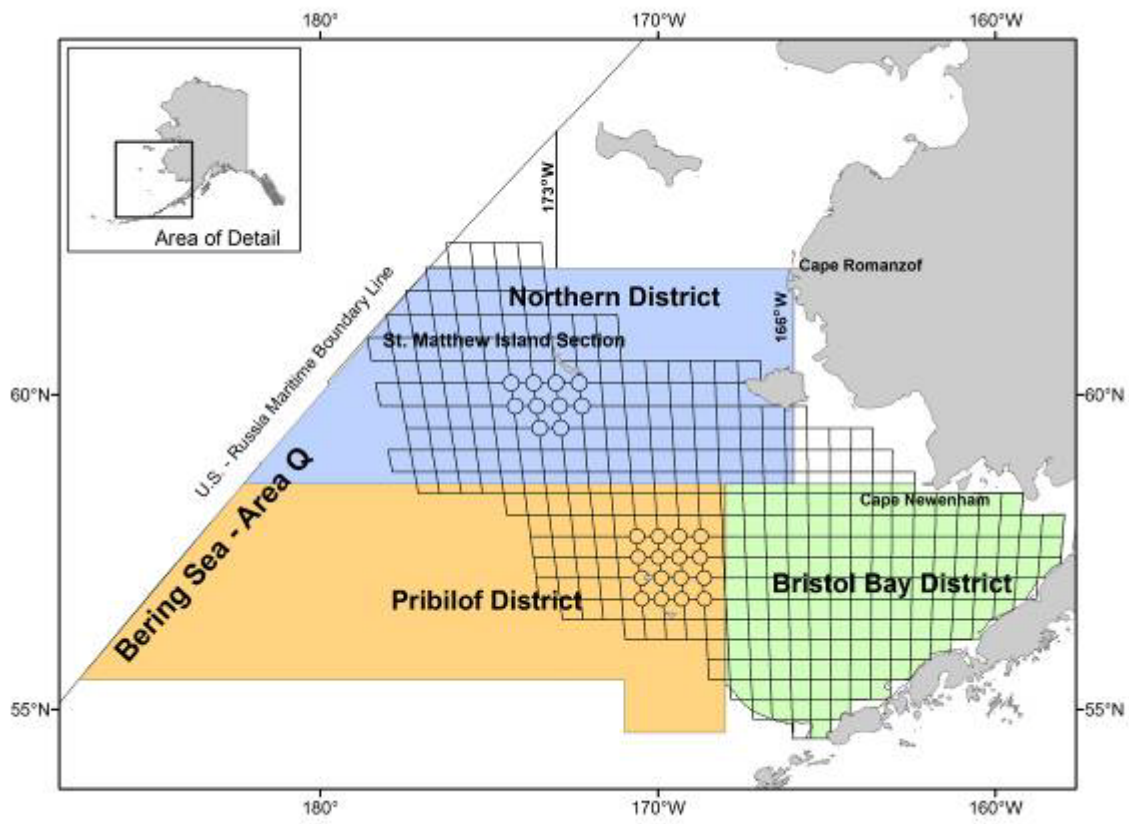 180°
170°W
160°W
Area of Detail
173°W
Cape Romanzof
Northern District
166°W
U.S. - Russia Maritime Boundary Line
St. Matthew Island Section
60°N
60°N
Bering Sea - Area Q
Cape Newenham
Bristol Bay District
Pribilof District
55°N
55°N
180°
170°W
160°W